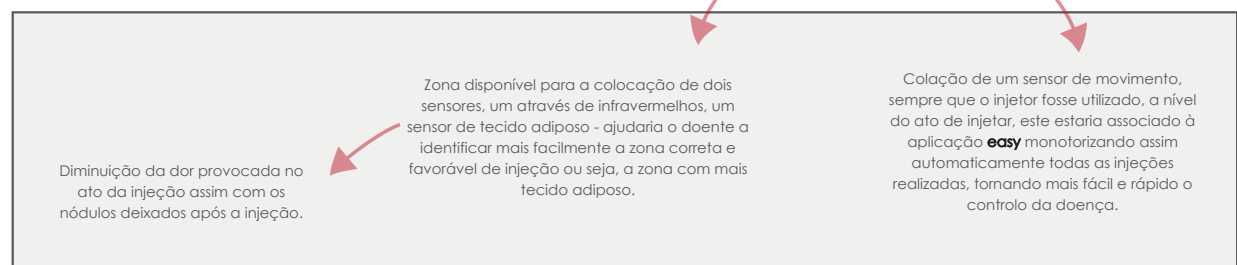 Zona disponível para a colocação de dois
sensores, um através de infravermelhos, um
sensor de tecido adiposo - ajudaria o doente a
identificar mais facilmente a zona correta e
favorável de injeção ou seja, a zona com mais
tecido adiposo.
Colação de um sensor de movimento,
sempre que o injetor fosse utilizado, a nível
do ato de injetar, este estaria associado à
aplicação easy monotorizando assim
automaticamente todas as injeções
realizadas, tornando mais fácil e rápido o
controlo da doença.
Diminuição da dor provocada no
ato da injeção assim com os
nódulos deixados após a injeção.